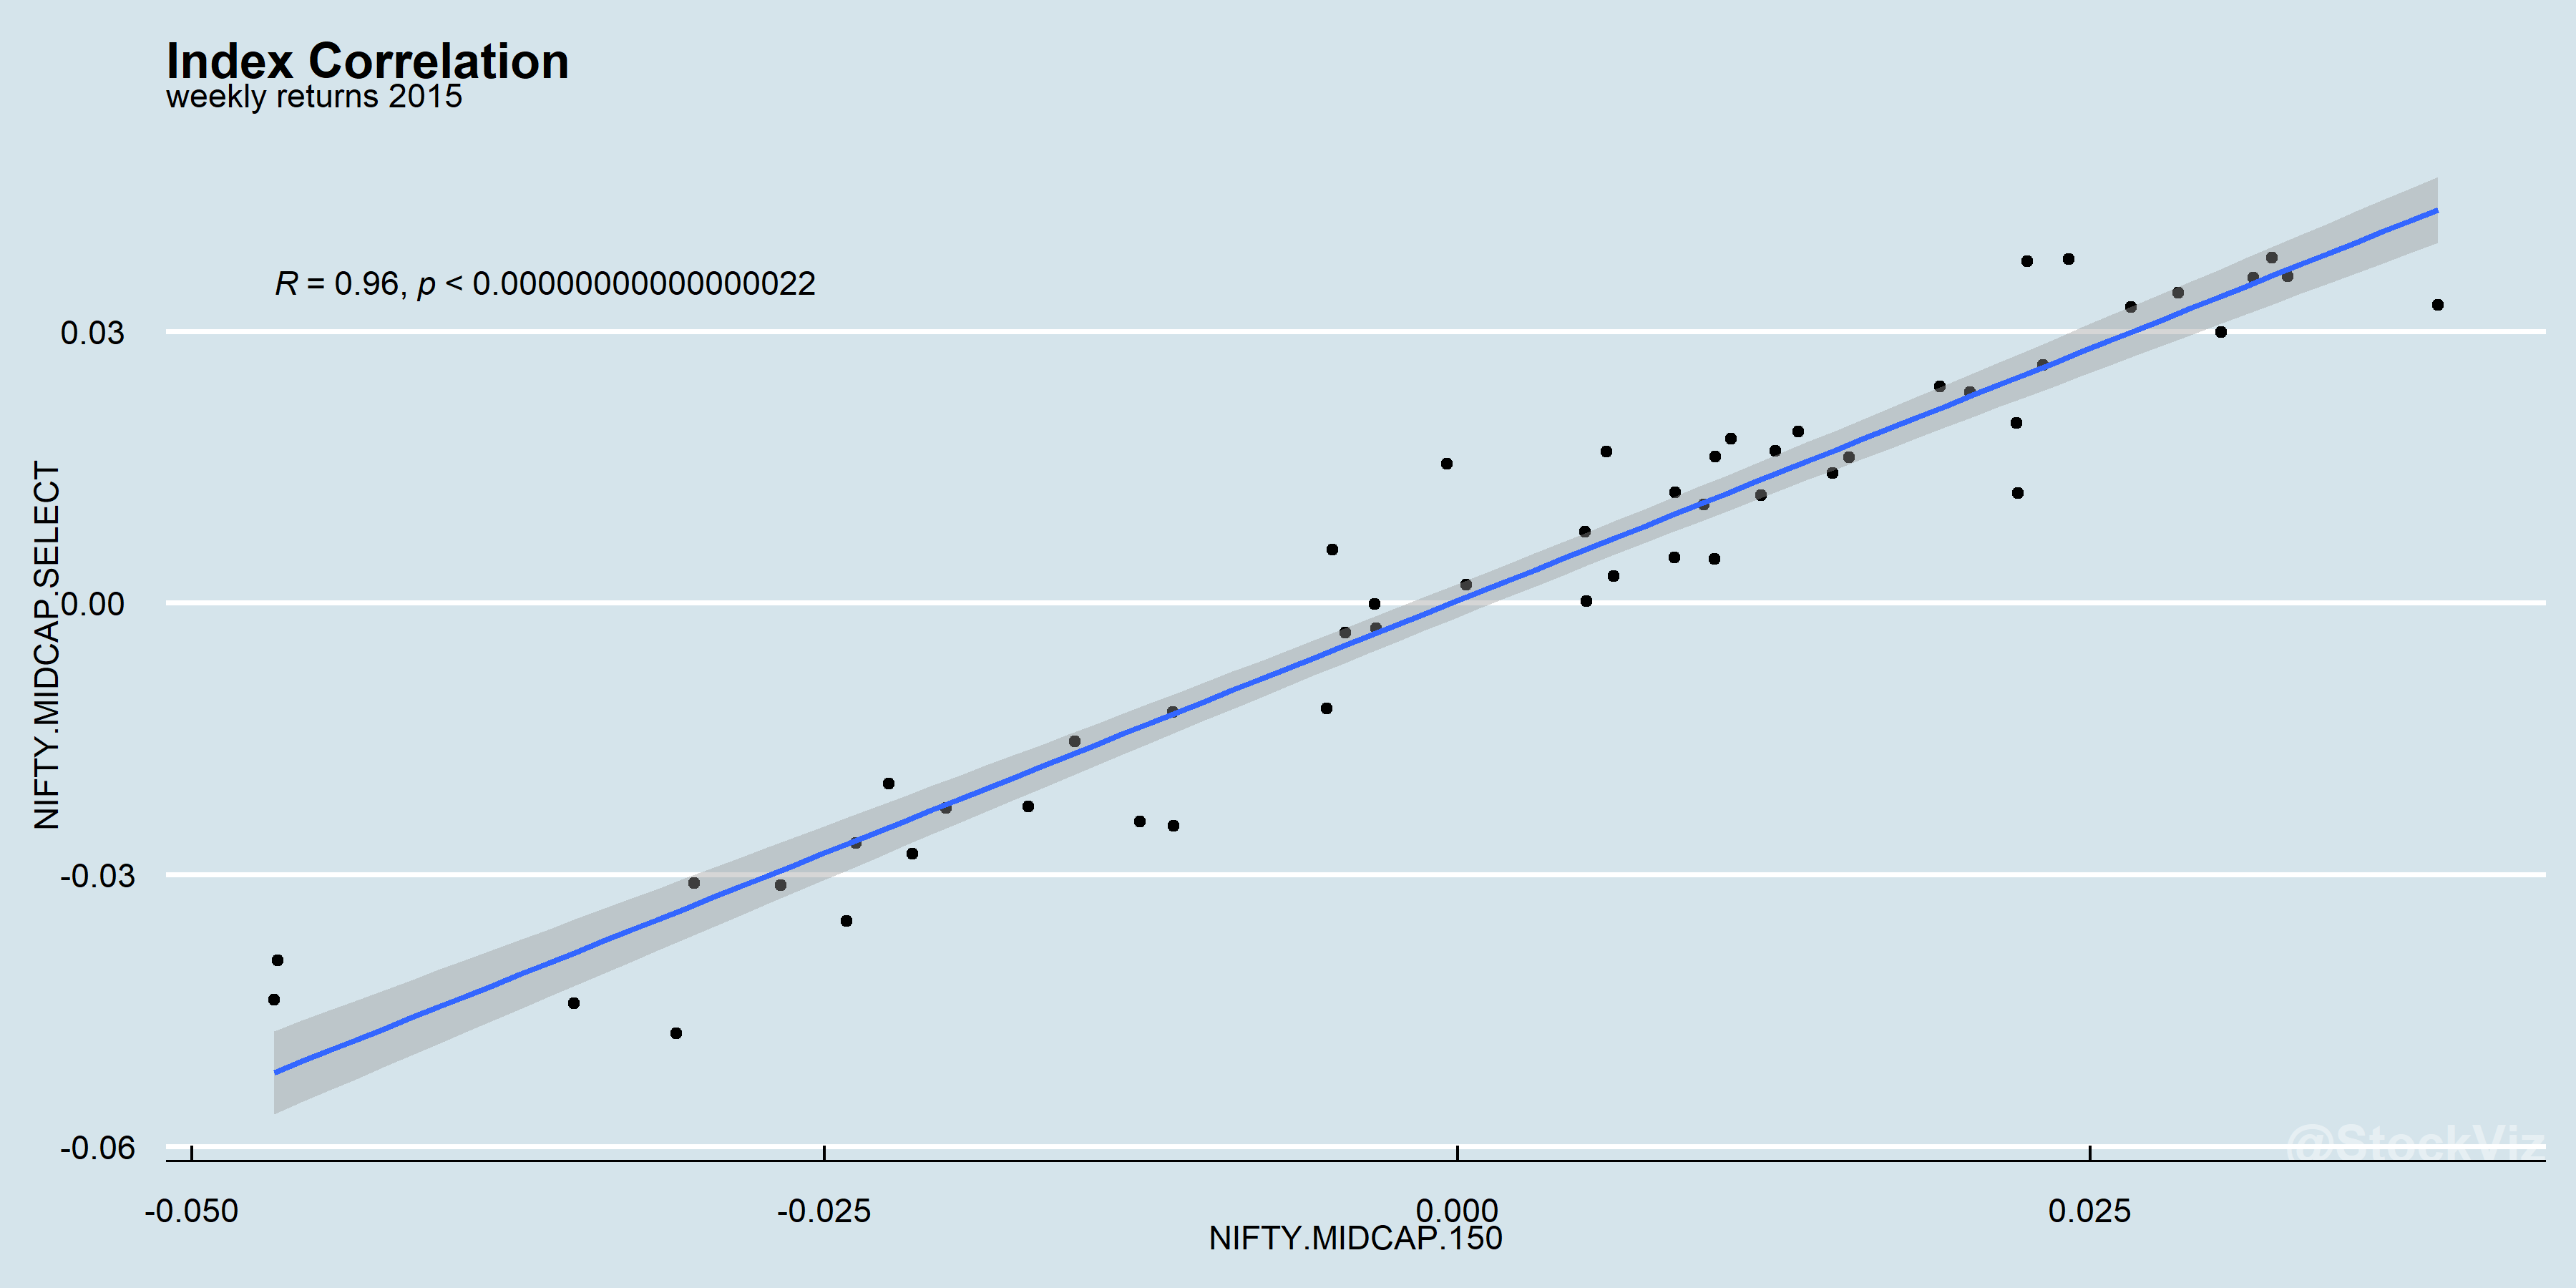 Index Correlation
weekly returns 2015
R = 0.96, p < 0.00000000000000022
NIFTY.MIDCAP.SELECT
0.03
0.00
-0.03
-0.06
@StockViz
-0.050
-0.025
0.000
0.025
NIFTY.MIDCAP.150